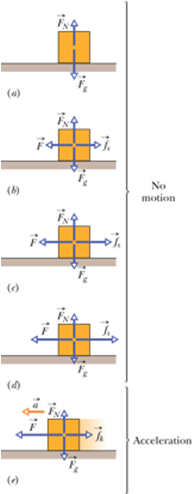 F_N
F_g
(a)
F_N
F f_s
F_g
(b)
F_N
F f_s
F_g
(c)
F_N
F f_s
F_g
(d)
No
motion
a F_N
F f_k
F_g
(e)
Acceleration